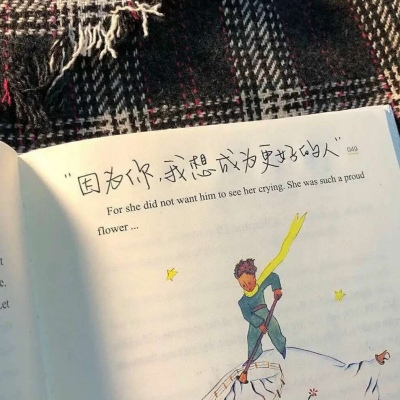 “因为你，我想成为更好的人”
049
For she did not want him to see her crying. She was such a proud
flower ...
t
e.
Let